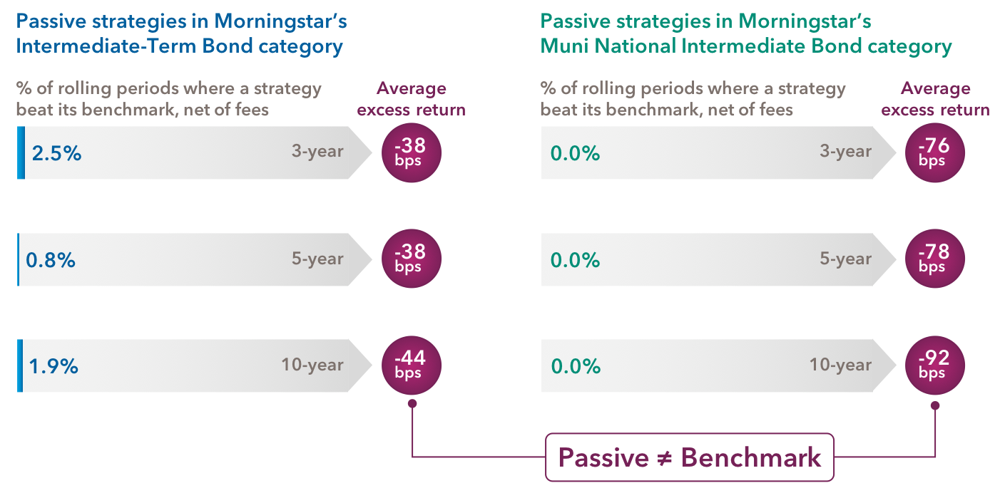 Passive strategies in Morningstar’s
Intermediate-Term Bond category
% of rolling periods where a strategy
beat its benchmark, net of fees
Average
excess return
2.5%
3-year
-38
bps
0.8%
5-year
-38
bps
1.9%
10-year
-44
bps
Passive strategies in Morningstar’s
Muni National Intermediate Bond category
% of rolling periods where a strategy
beat its benchmark, net of fees
Average
excess return
0.0%
3-year
-76
bps
0.0%
5-year
-78
bps
0.0%
10-year
-92
bps
Passive ≠ Benchmark